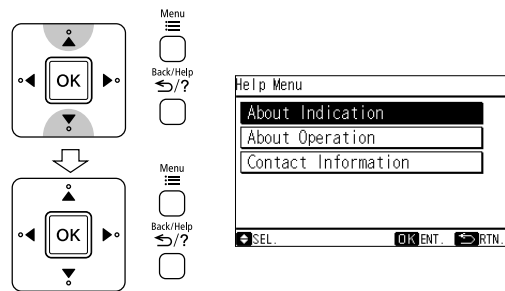 Menu
OK
Back/Help
/?
Menu
OK
Back/Help
/?
Help Menu
About Indication
About Operation
Contact Information
SEL. OK ENT. RTN.